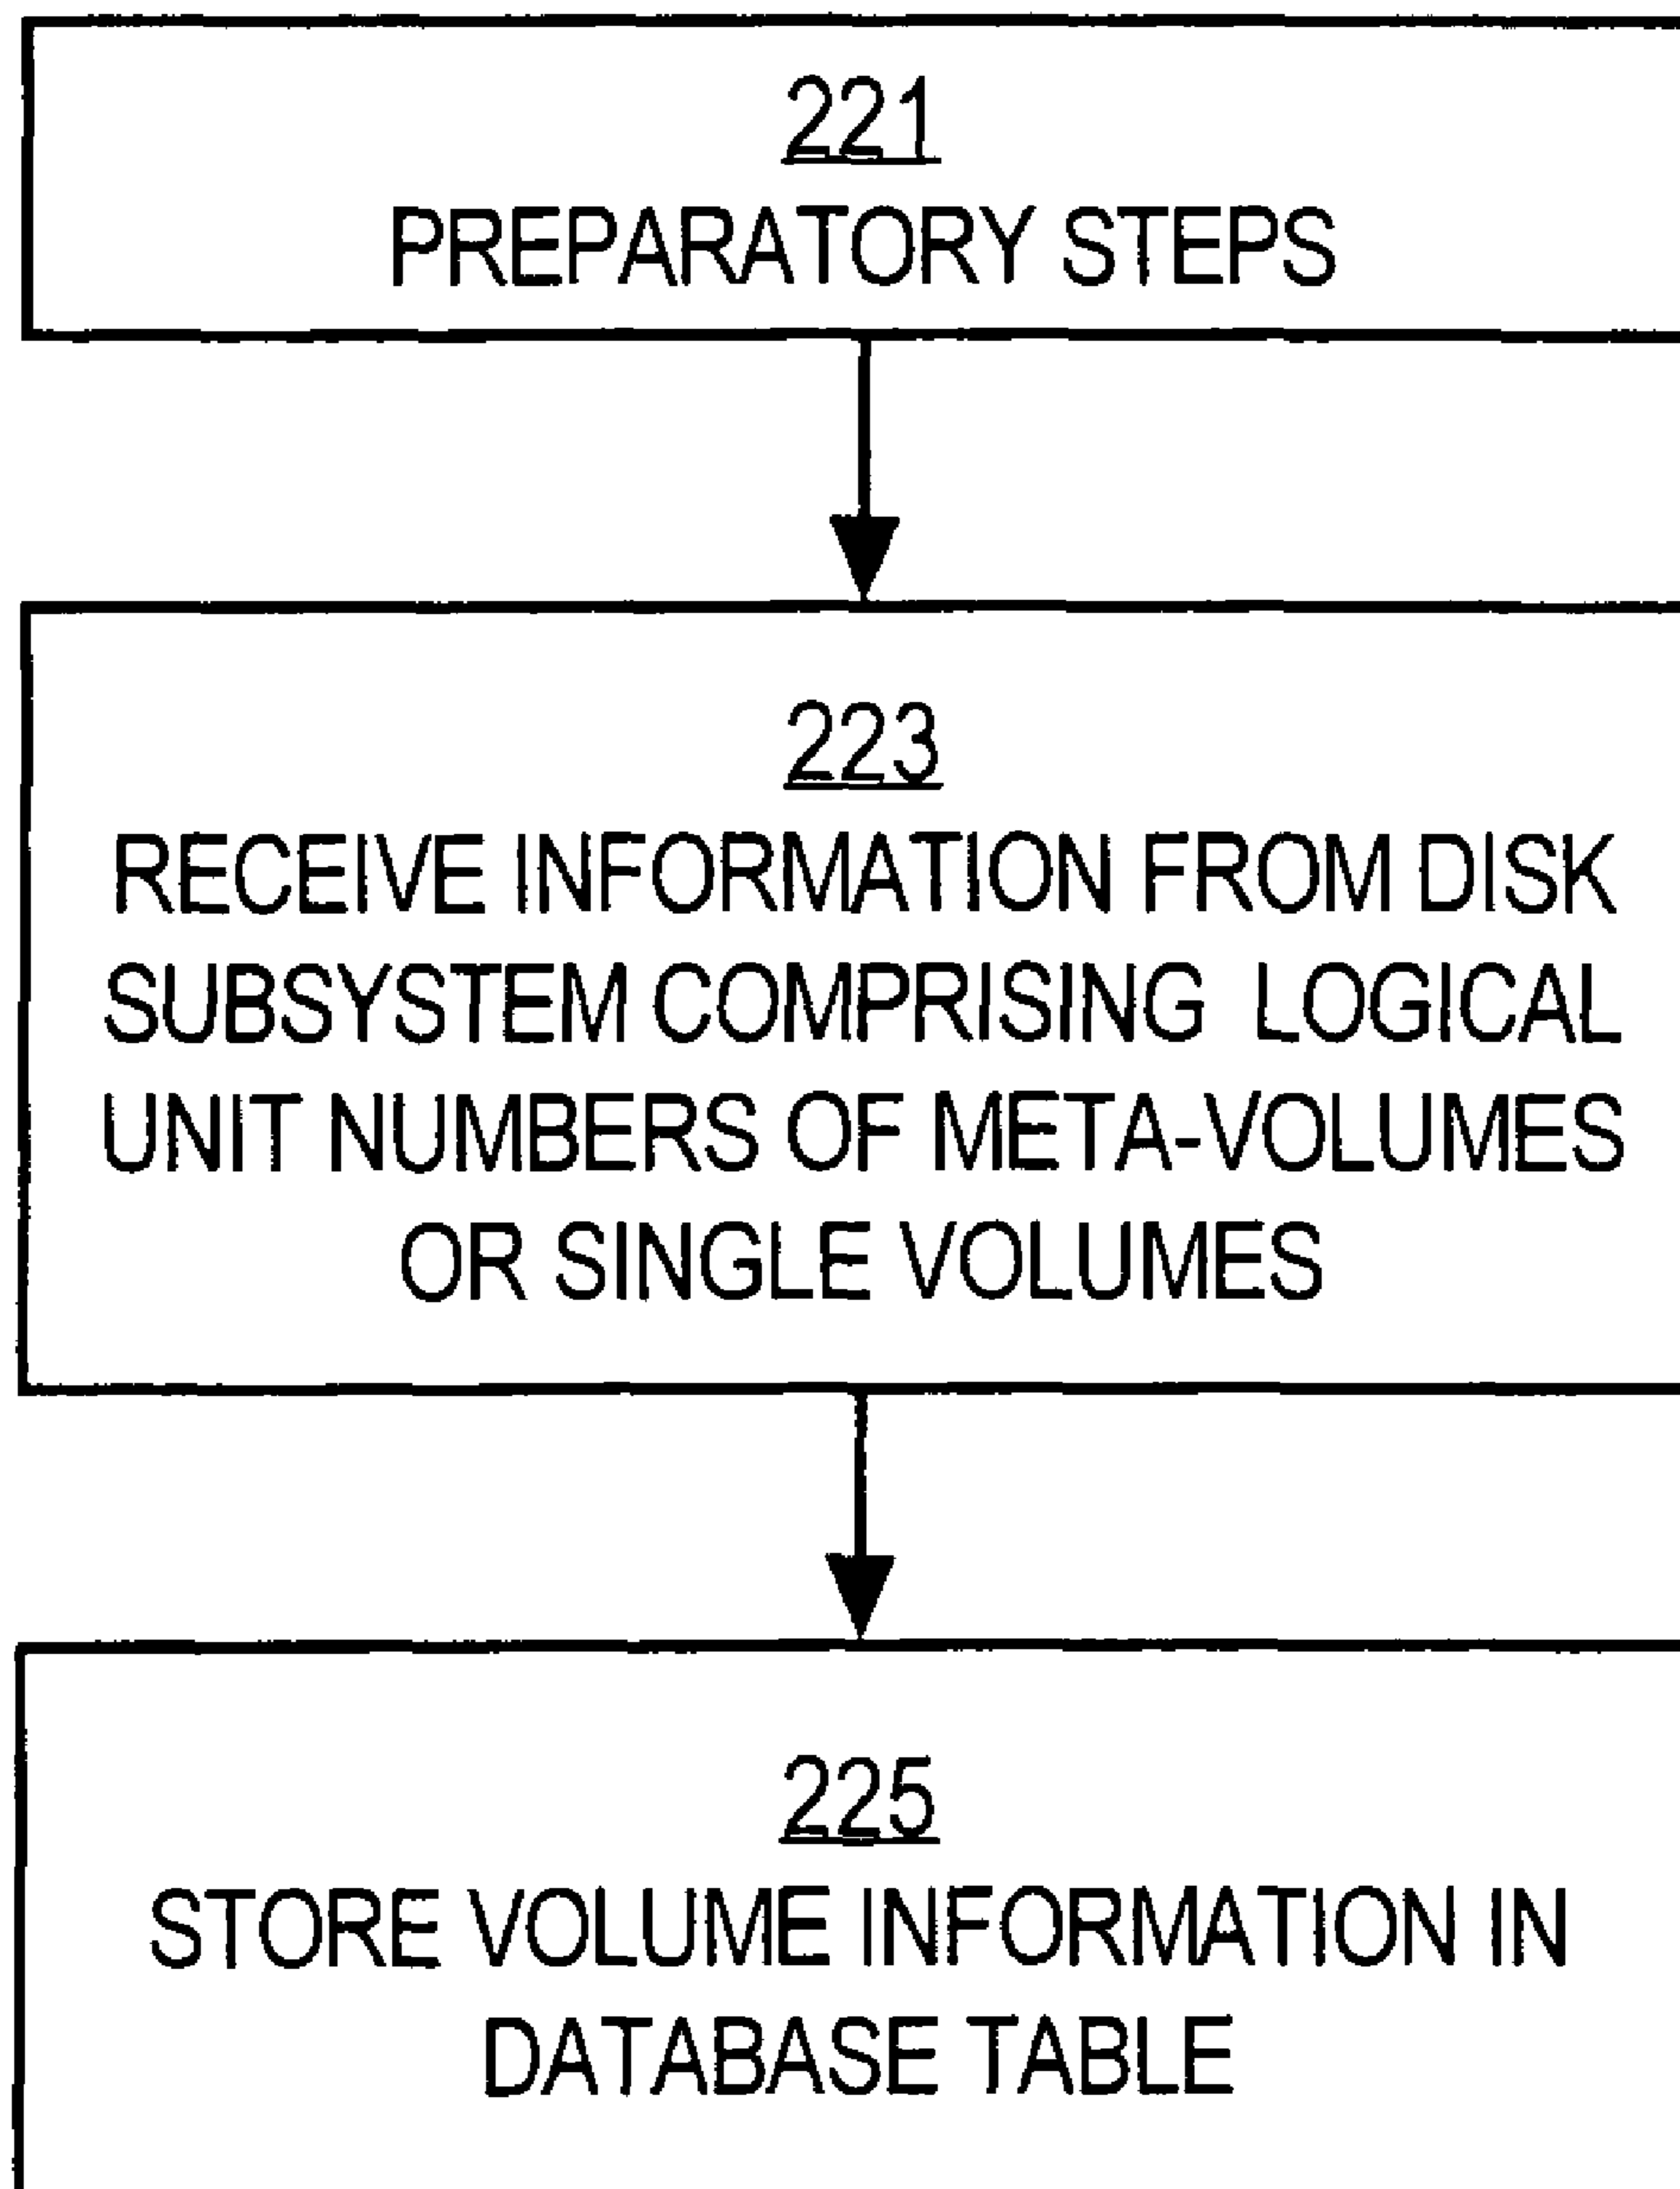 221
PREPARATORY STEPS
223
RECEIVE INFORMATION FROM DISK
SUBSYSTEM COMPRISING LOGICAL
UNIT NUMBERS OF META-VOLUMES
OR SINGLE VOLUMES
225
STORE VOLUME INFORMATION IN
DATABASE TABLE